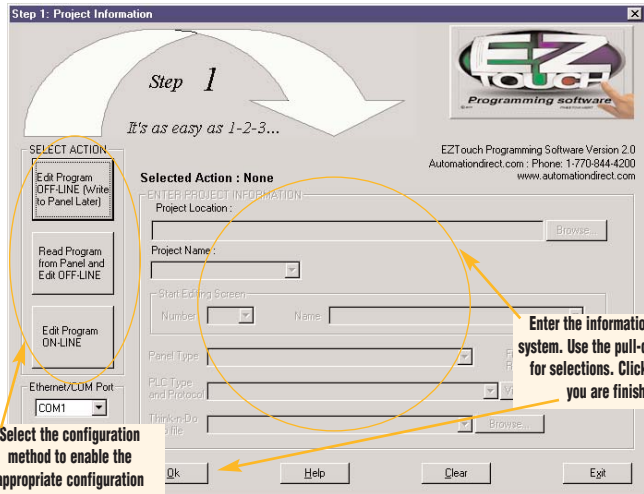 Step 1: Project Information
EZ
TOUCH
Programming software
Step 1
It's as easy as 1-2-3...
EZTouch Programming Software Version 2.0
Automationdirect.com : Phone: 1-770-844-4200
www.automationdirect.com
SELECT ACTION
Edit Program
OFF-LINE (Write
to Panel Later)
Read Program
from Panel and
Edit OFF-LINE
Edit Program
ON-LINE
Ethernet/COM Port
COM1
Selected Action : None
ENTER PROJECT INFORMATION
Project Location :
Browse...
Project Name :
Start Editing Screen
Number
Name
Panel Type
PLC Type
and Protocol
Think-n-Do
file
Browse...
Enter the informatio
system. Use the pull-
for selections. Click
you are finish
Select the configuration
method to enable the
appropriate configuration
Ok
Help
Clear
Exit